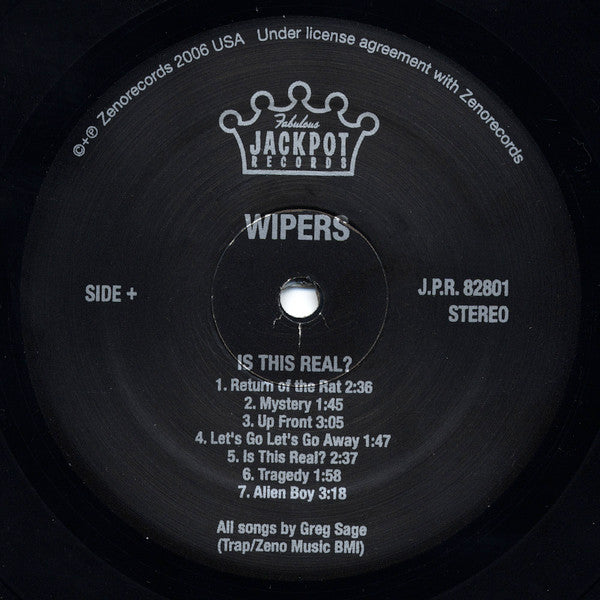 ©+℗ Zenorecords 2006 USA Under license agreement with Zenorecords
Fabulous
JACKPOT
RECORDS
WIPERS
SIDE +
J.P.R. 82801
STEREO
IS THIS REAL?
1. Return of the Rat 2:36
2. Mystery 1:45
3. Up Front 3:05
4. Let's Go Let's Go Away 1:47
5. Is This Real? 2:37
6. Tragedy 1:58
7. Alien Boy 3:18
All songs by Greg Sage
(Trap/Zeno Music BMI)